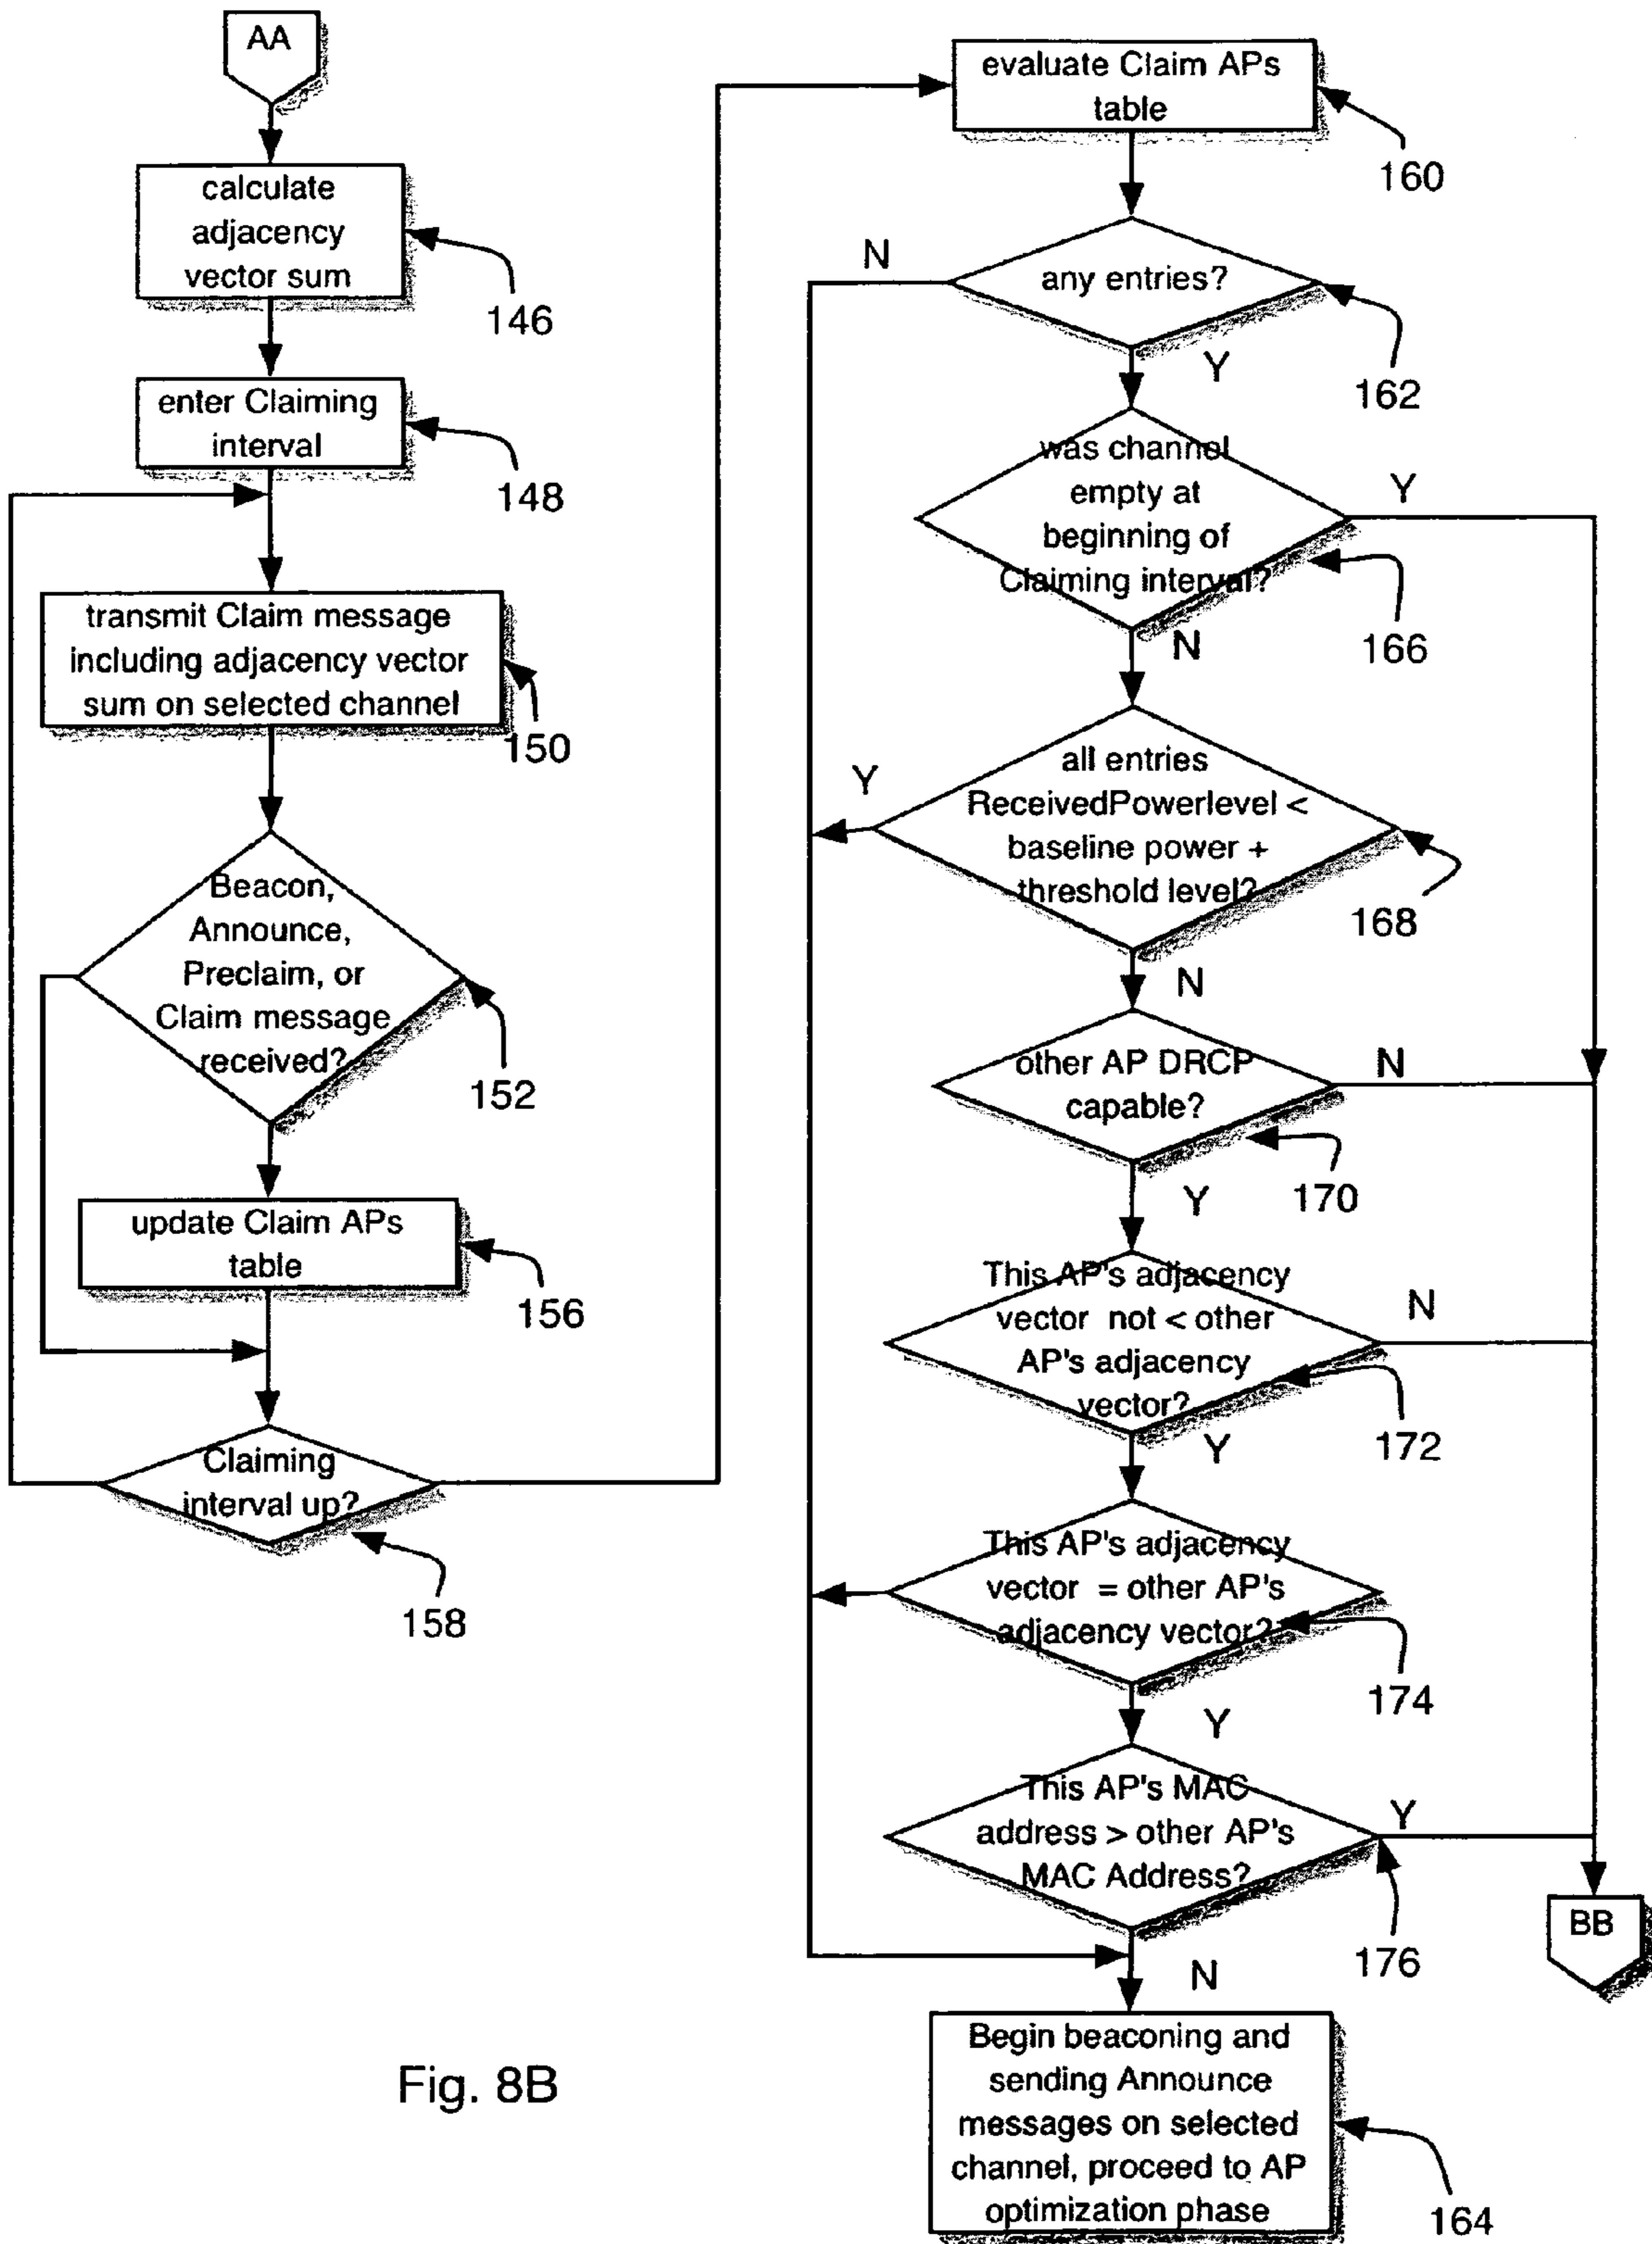 AA
calculate
adjacency
vector sum
146
enter Claiming
interval
148
transmit Claim message
including adjacency vector
sum on selected channel
150
Beacon,
Announce,
Preclaim, or
Claim message
received?
152
update Claim APs
table
156
Claiming
interval up?
158
evaluate Claim APs
table
160
any entries?
N
Y
162
was channel
empty at
beginning of
Claiming interval?
Y
N
166
all entries
ReceivedPowerlevel <
baseline power +
threshold level?
Y
N
168
other AP DRCP
capable?
N
Y
170
This AP's adjacency
vector not < other
AP's adjacency
vector?
N
Y
172
This AP's adjacency
vector = other AP's
adjacency vector?
Y
174
This AP's MAC
address > other AP's
MAC Address?
Y
N
176
BB
Begin beaconing and
sending Announce
messages on selected
channel, proceed to AP
optimization phase
164
Fig. 8B